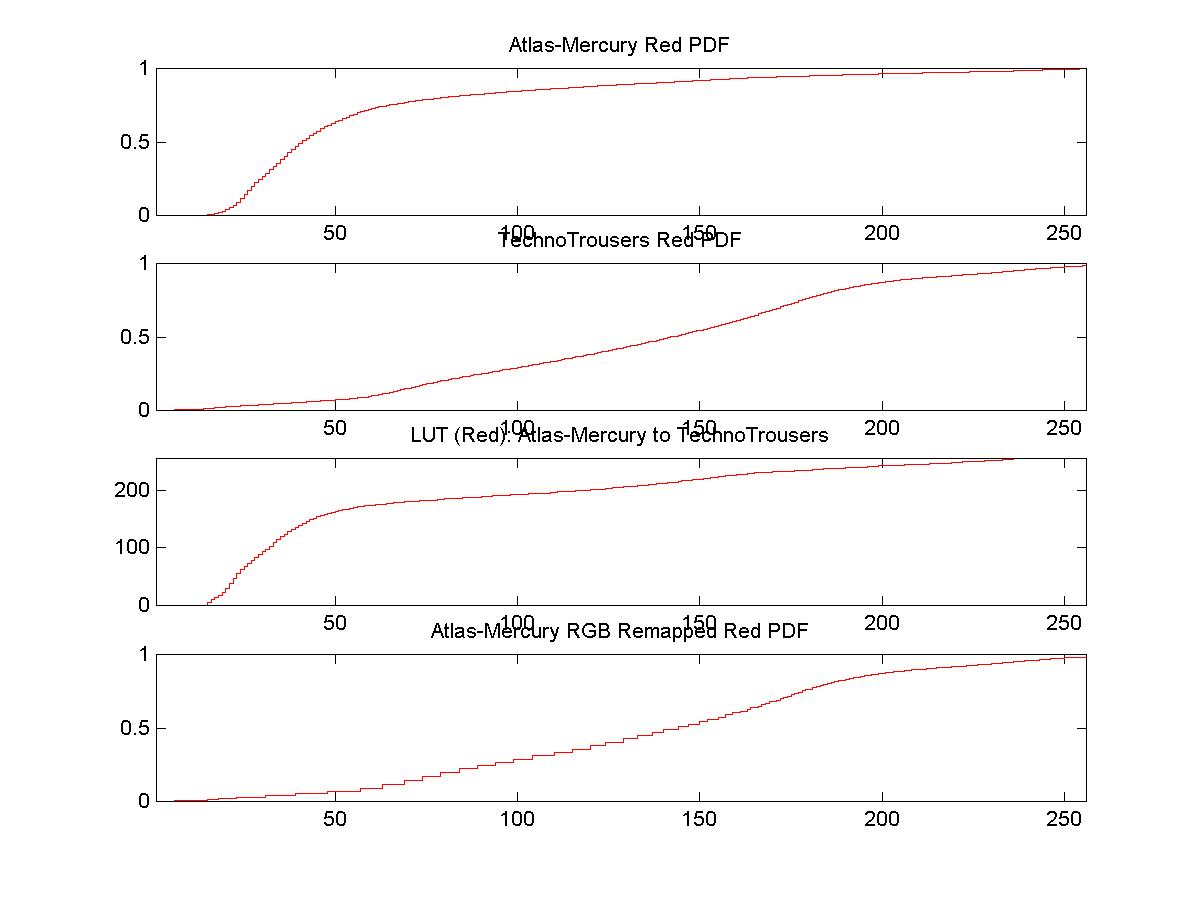 Atlas-Mercury Red PDF
1
0.5
0
50 100 150 200 250
TechnoTrousers Red PDF
1
0.5
0
50 100 150 200 250
LUT (Red): Atlas-Mercury to TechnoTrousers
200
100
0
50 100 150 200 250
Atlas-Mercury RGB Remapped Red PDF
1
0.5
0
50 100 150 200 250